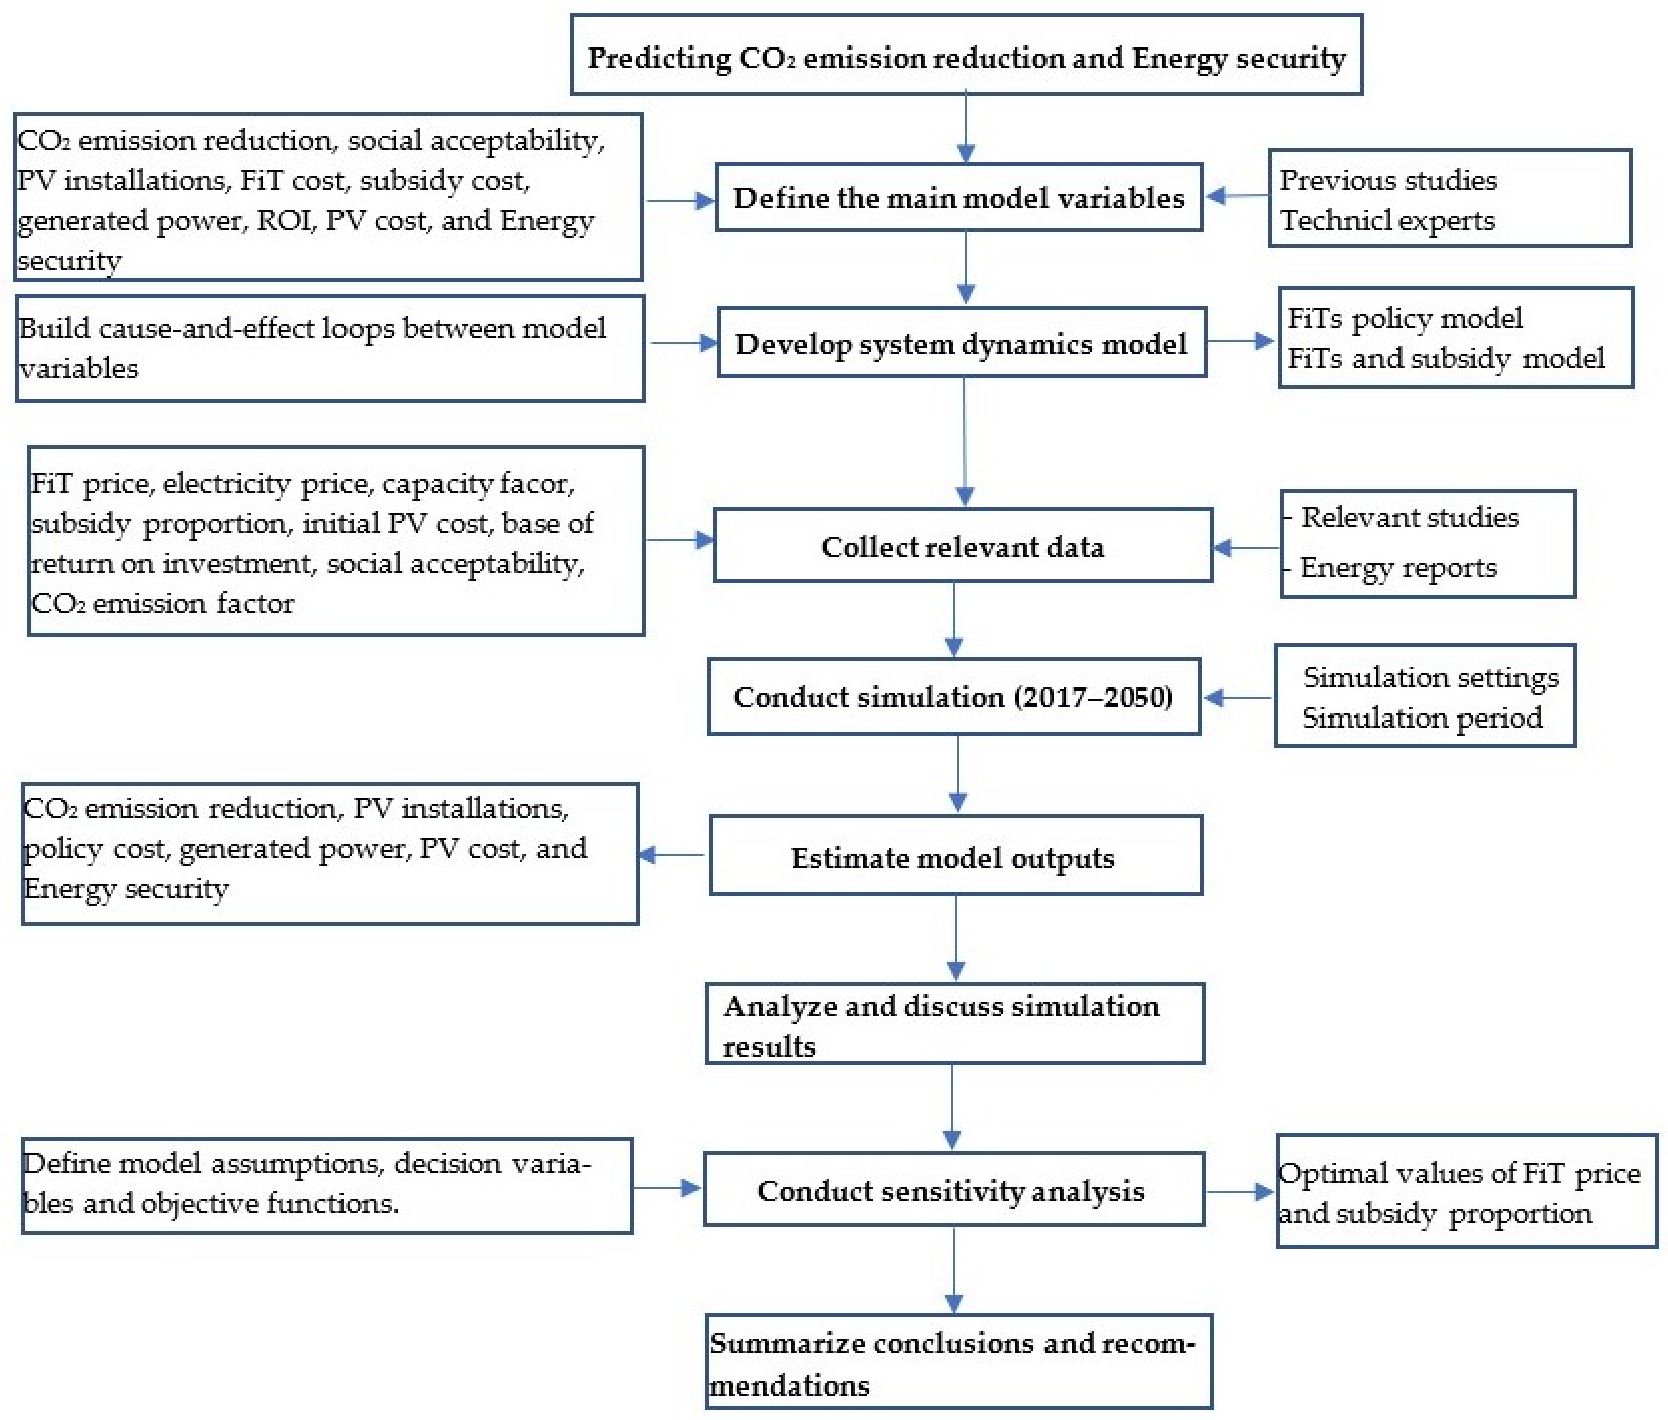 Predicting CO₂ emission reduction and Energy security
CO₂ emission reduction, social acceptability,
PV installations, FiT cost, subsidy cost,
generated power, ROI, PV cost, and Energy
security
Define the main model variables
Previous studies
Technicl experts
Build cause-and-effect loops between model
variables
Develop system dynamics model
FiTs policy model
FiTs and subsidy model
FiT price, electricity price, capacity facor,
subsidy proportion, initial PV cost, base of
return on investment, social acceptability,
CO₂ emission factor
Collect relevant data
- Relevant studies
- Energy reports
Conduct simulation (2017–2050)
Simulation settings
Simulation period
CO₂ emission reduction, PV installations,
policy cost, generated power, PV cost, and
Energy security
Estimate model outputs
Analyze and discuss simulation
results
Define model assumptions, decision varia-
bles and objective functions.
Conduct sensitivity analysis
Optimal values of FiT price
and subsidy proportion
Summarize conclusions and recom-
mendations